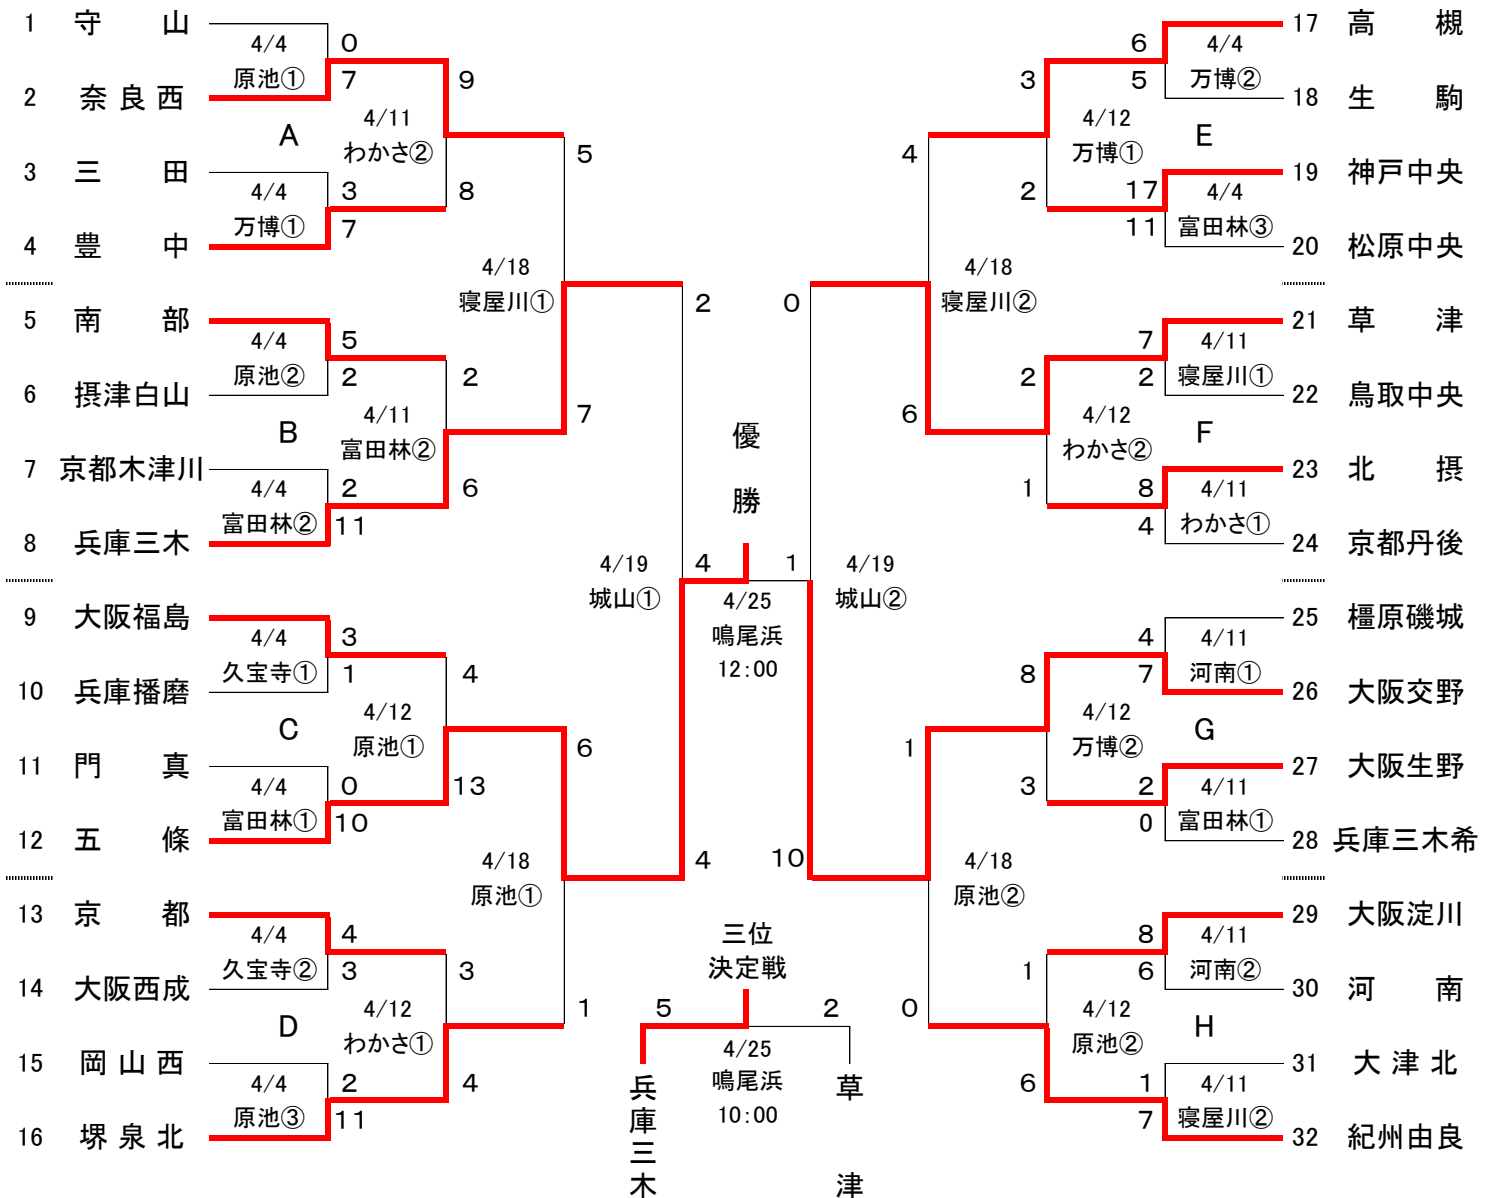 1 守山
4/4 0
原池① 7
2 奈良西
9
A
4/11
わかさ②
3 三田
4/4 3
万博① 7
4 豊中
8
5
4/18
寝屋川①
5 南部
4/4 5
原池② 2
6 摂津白山
2
B
4/11
富田林②
7 京都木津川
4/4 2
富田林② 11
8 兵庫三木
6
7
2
4/19
城山①
9 大阪福島
4/4 3
久宝寺① 1
10 兵庫播磨
4
C
4/12
原池①
11 門真
4/4 0
富田林① 10
12 五條
13
6
4/18
原池①
4
13 京都
4/4 4
久宝寺② 3
14 大阪西成
3
D
4/12
わかさ①
15 岡山西
4/4 2
原池③ 11
16 堺泉北
4
1
優勝
4 1
4/25
鳴尾浜
12:00
三位
決定戦
5 2
4/25
鳴尾浜
10:00
兵庫三木
草津
17 高槻
6 4/4
5 万博②
18 生駒
3
E
4/12
万博①
19 神戸中央
17 4/4
11 富田林③
20 松原中央
2
4
4/18
寝屋川②
21 草津
7 4/11
2 寝屋川①
22 鳥取中央
2
F
4/12
わかさ②
23 北摂
8 4/11
4 わかさ①
24 京都丹後
1
6
0
4/19
城山②
25 橿原磯城
4 4/11
7 河南①
26 大阪交野
8
G
4/12
万博②
27 大阪生野
2 4/11
0 富田林①
28 兵庫三木希
3
1
4/18
原池②
10
29 大阪淀川
8 4/11
6 河南②
30 河南
1
H
4/12
原池②
31 大津北
1 4/11
7 寝屋川②
32 紀州由良
6
0